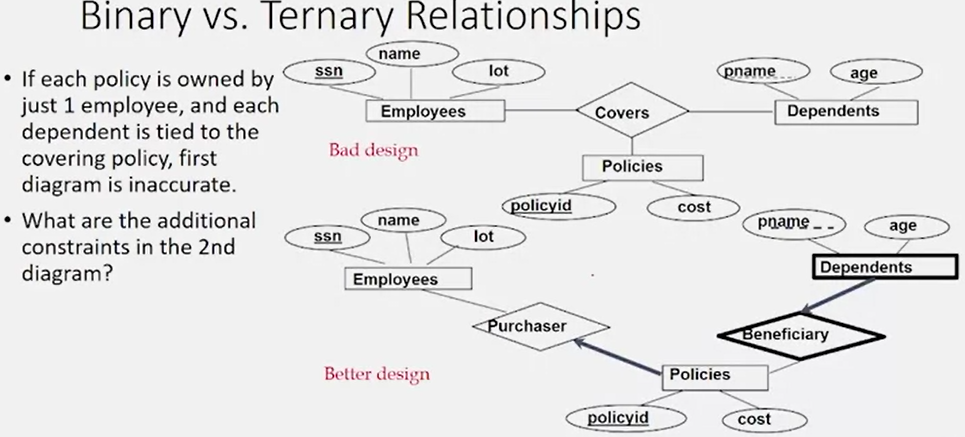 Binary vs. Ternary Relationships
• If each policy is owned by
just 1 employee, and each
dependent is tied to the
covering policy, first
diagram is inaccurate.
• What are the additional
constraints in the 2nd
diagram?
name
ssn
lot
Employees
Covers
pname
age
Dependents
Bad design
Policies
policyid
cost
name
ssn
lot
Employees
pname
age
Dependents
Purchaser
Beneficiary
Better design
Policies
policyid
cost